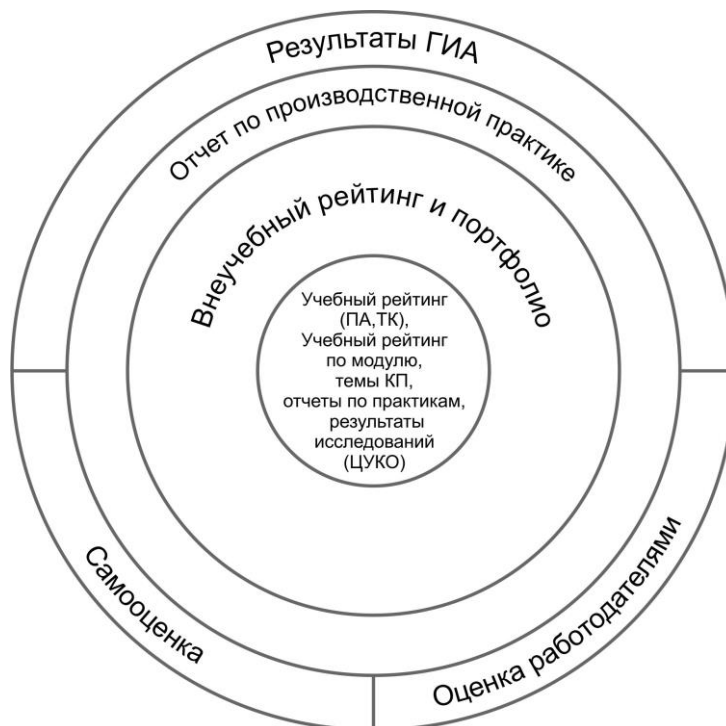 Результаты ГИА
Отчет по производственной практике
Внеучебный рейтинг и портфолио
Учебный рейтинг
(ПА,ТК),
Учебный рейтинг
по модулю,
темы КП,
отчеты по практикам,
результаты
исследований
(ЦУКО)
Самооценка
Оценка работодателями